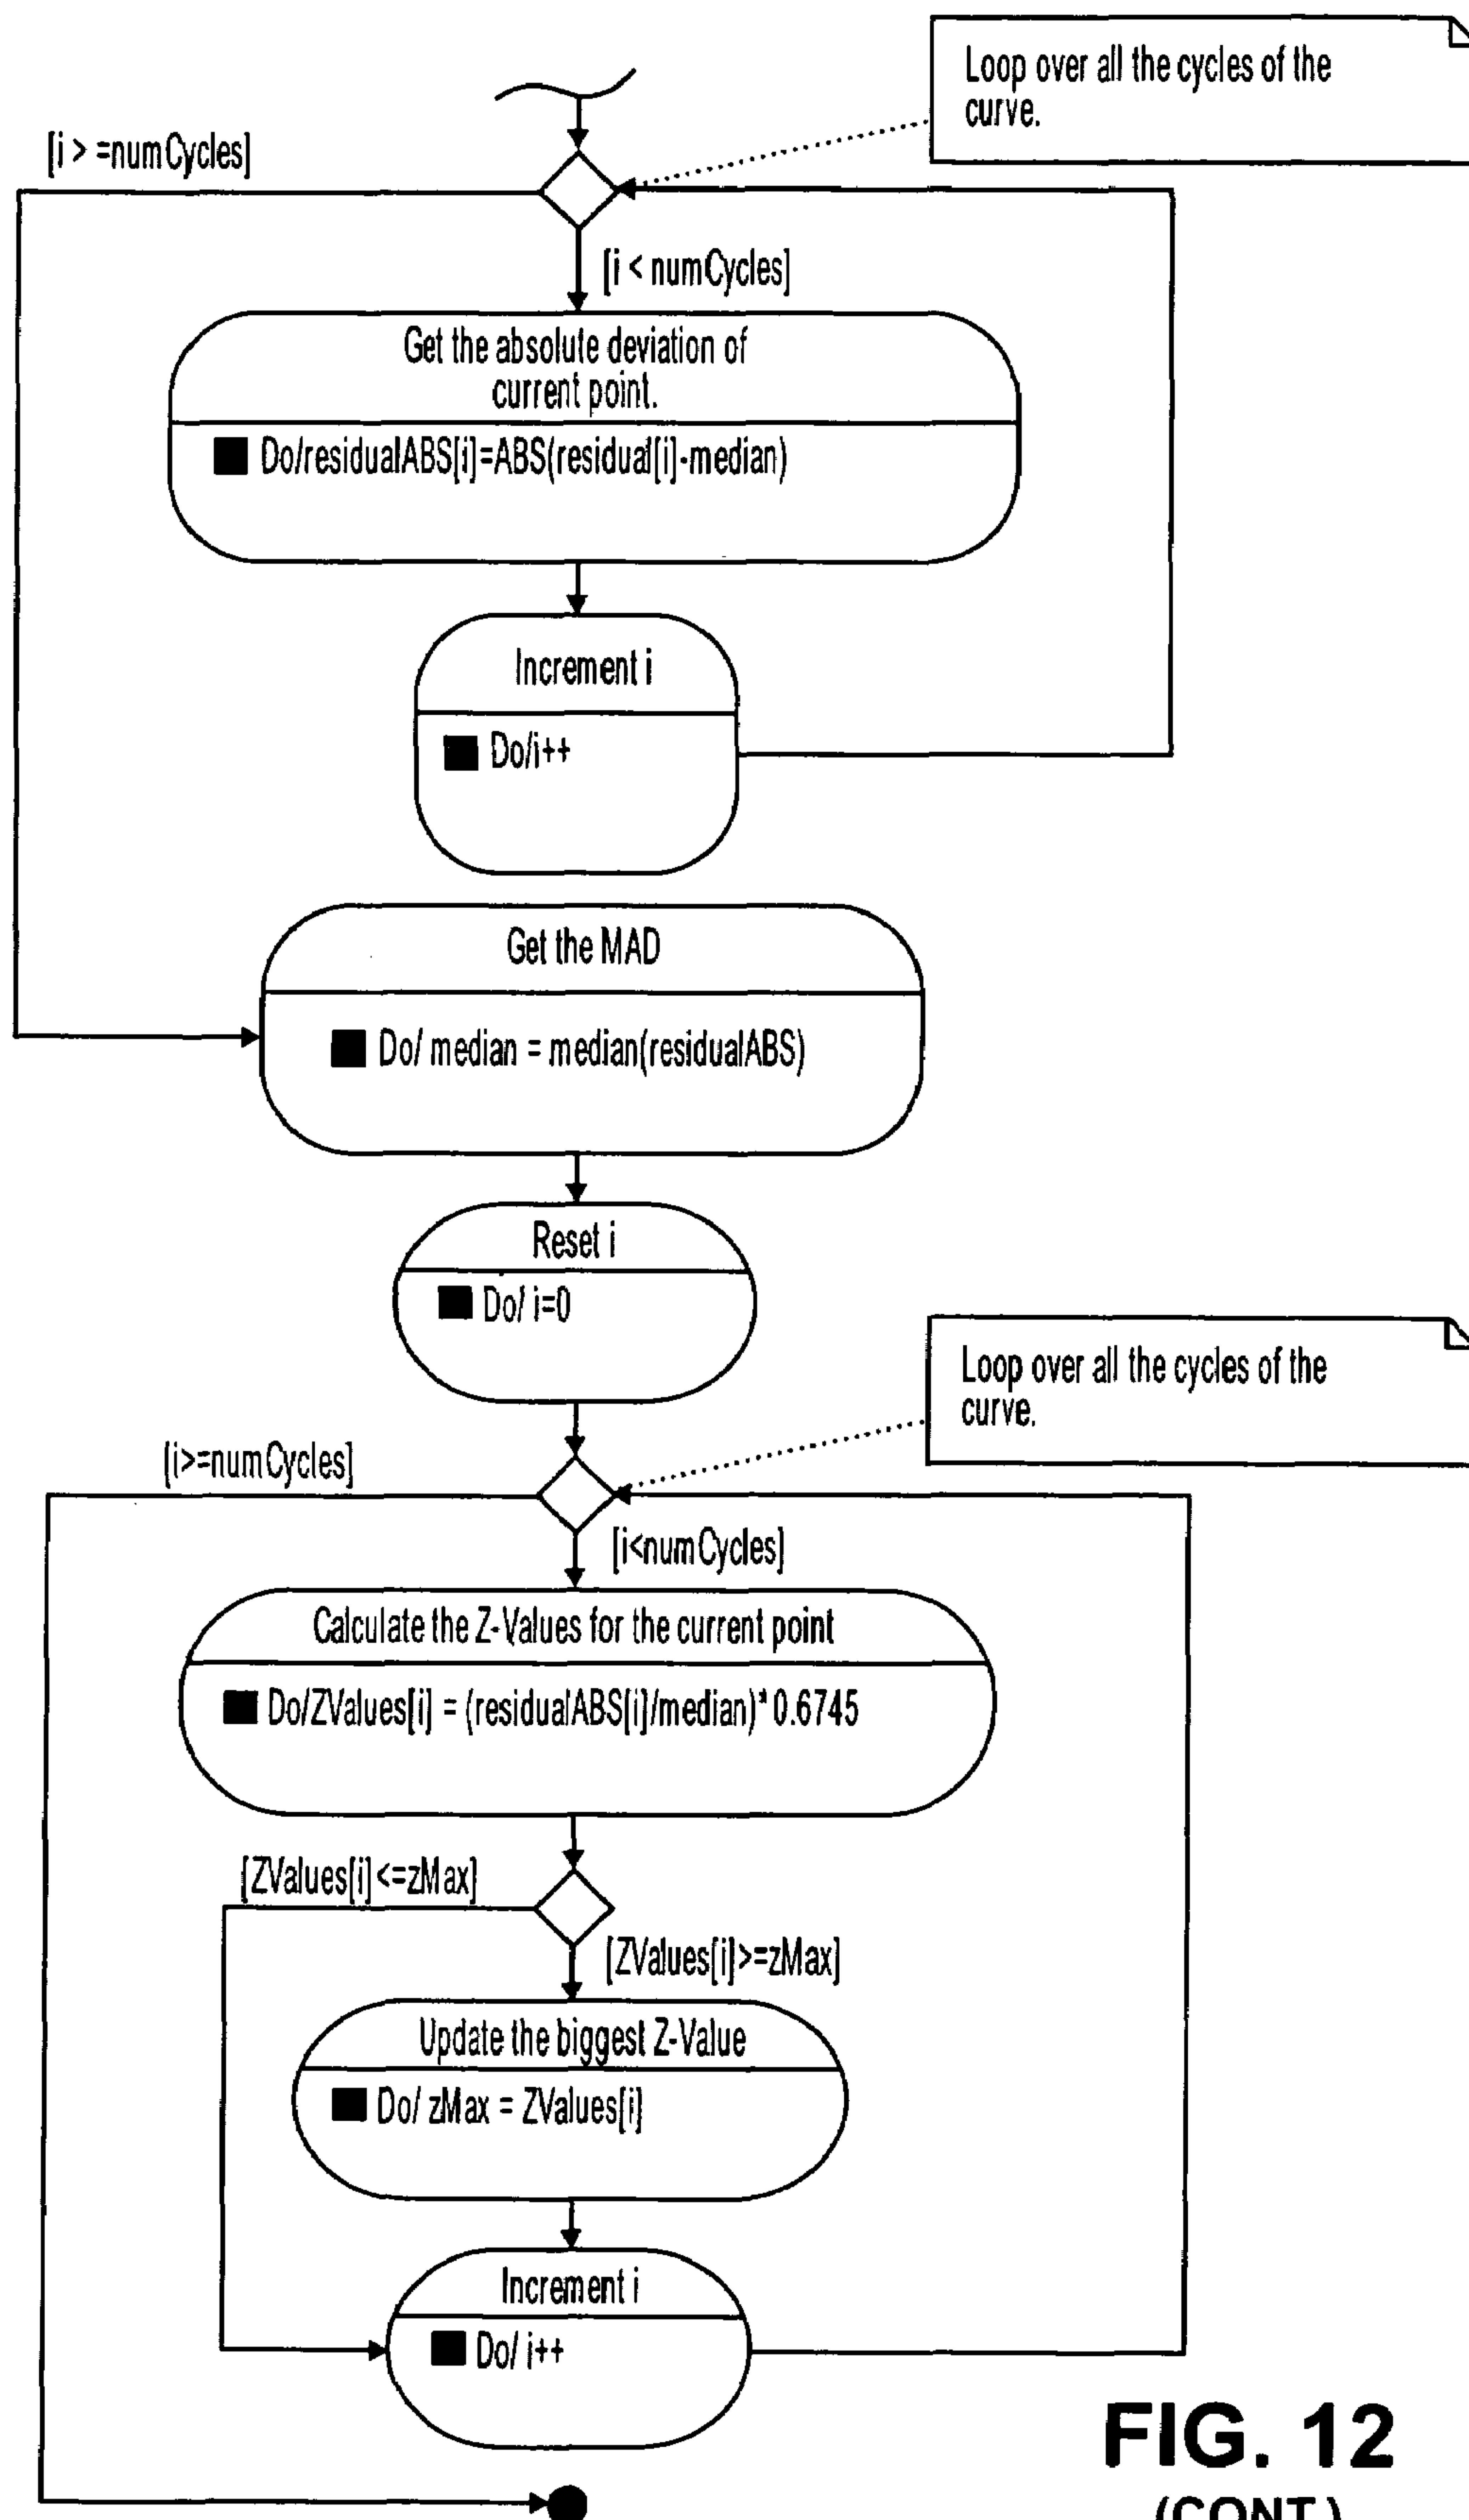 Loop over all the cycles of the
curve.
[i > =numCycles]
[i < numCycles]
Get the absolute deviation of
current point.
Do/residualABS[i]=ABS(residual[i]-median)
Increment i
Do/i++
Get the MAD
Do/ median = median(residualABS)
Reset i
Do/ i=0
Loop over all the cycles of the
curve.
[i>=numCycles]
[i<numCycles]
Calculate the Z-Values for the current point
Do/ZValues[i] = (residualABS[i]/median)*0.6745
[ZValues[i]<=zMax]
[ZValues[i]>=zMax]
Update the biggest Z-Value
Do/ zMax = ZValues[i]
Increment i
Do/ i++
FIG. 12
(CONT.)